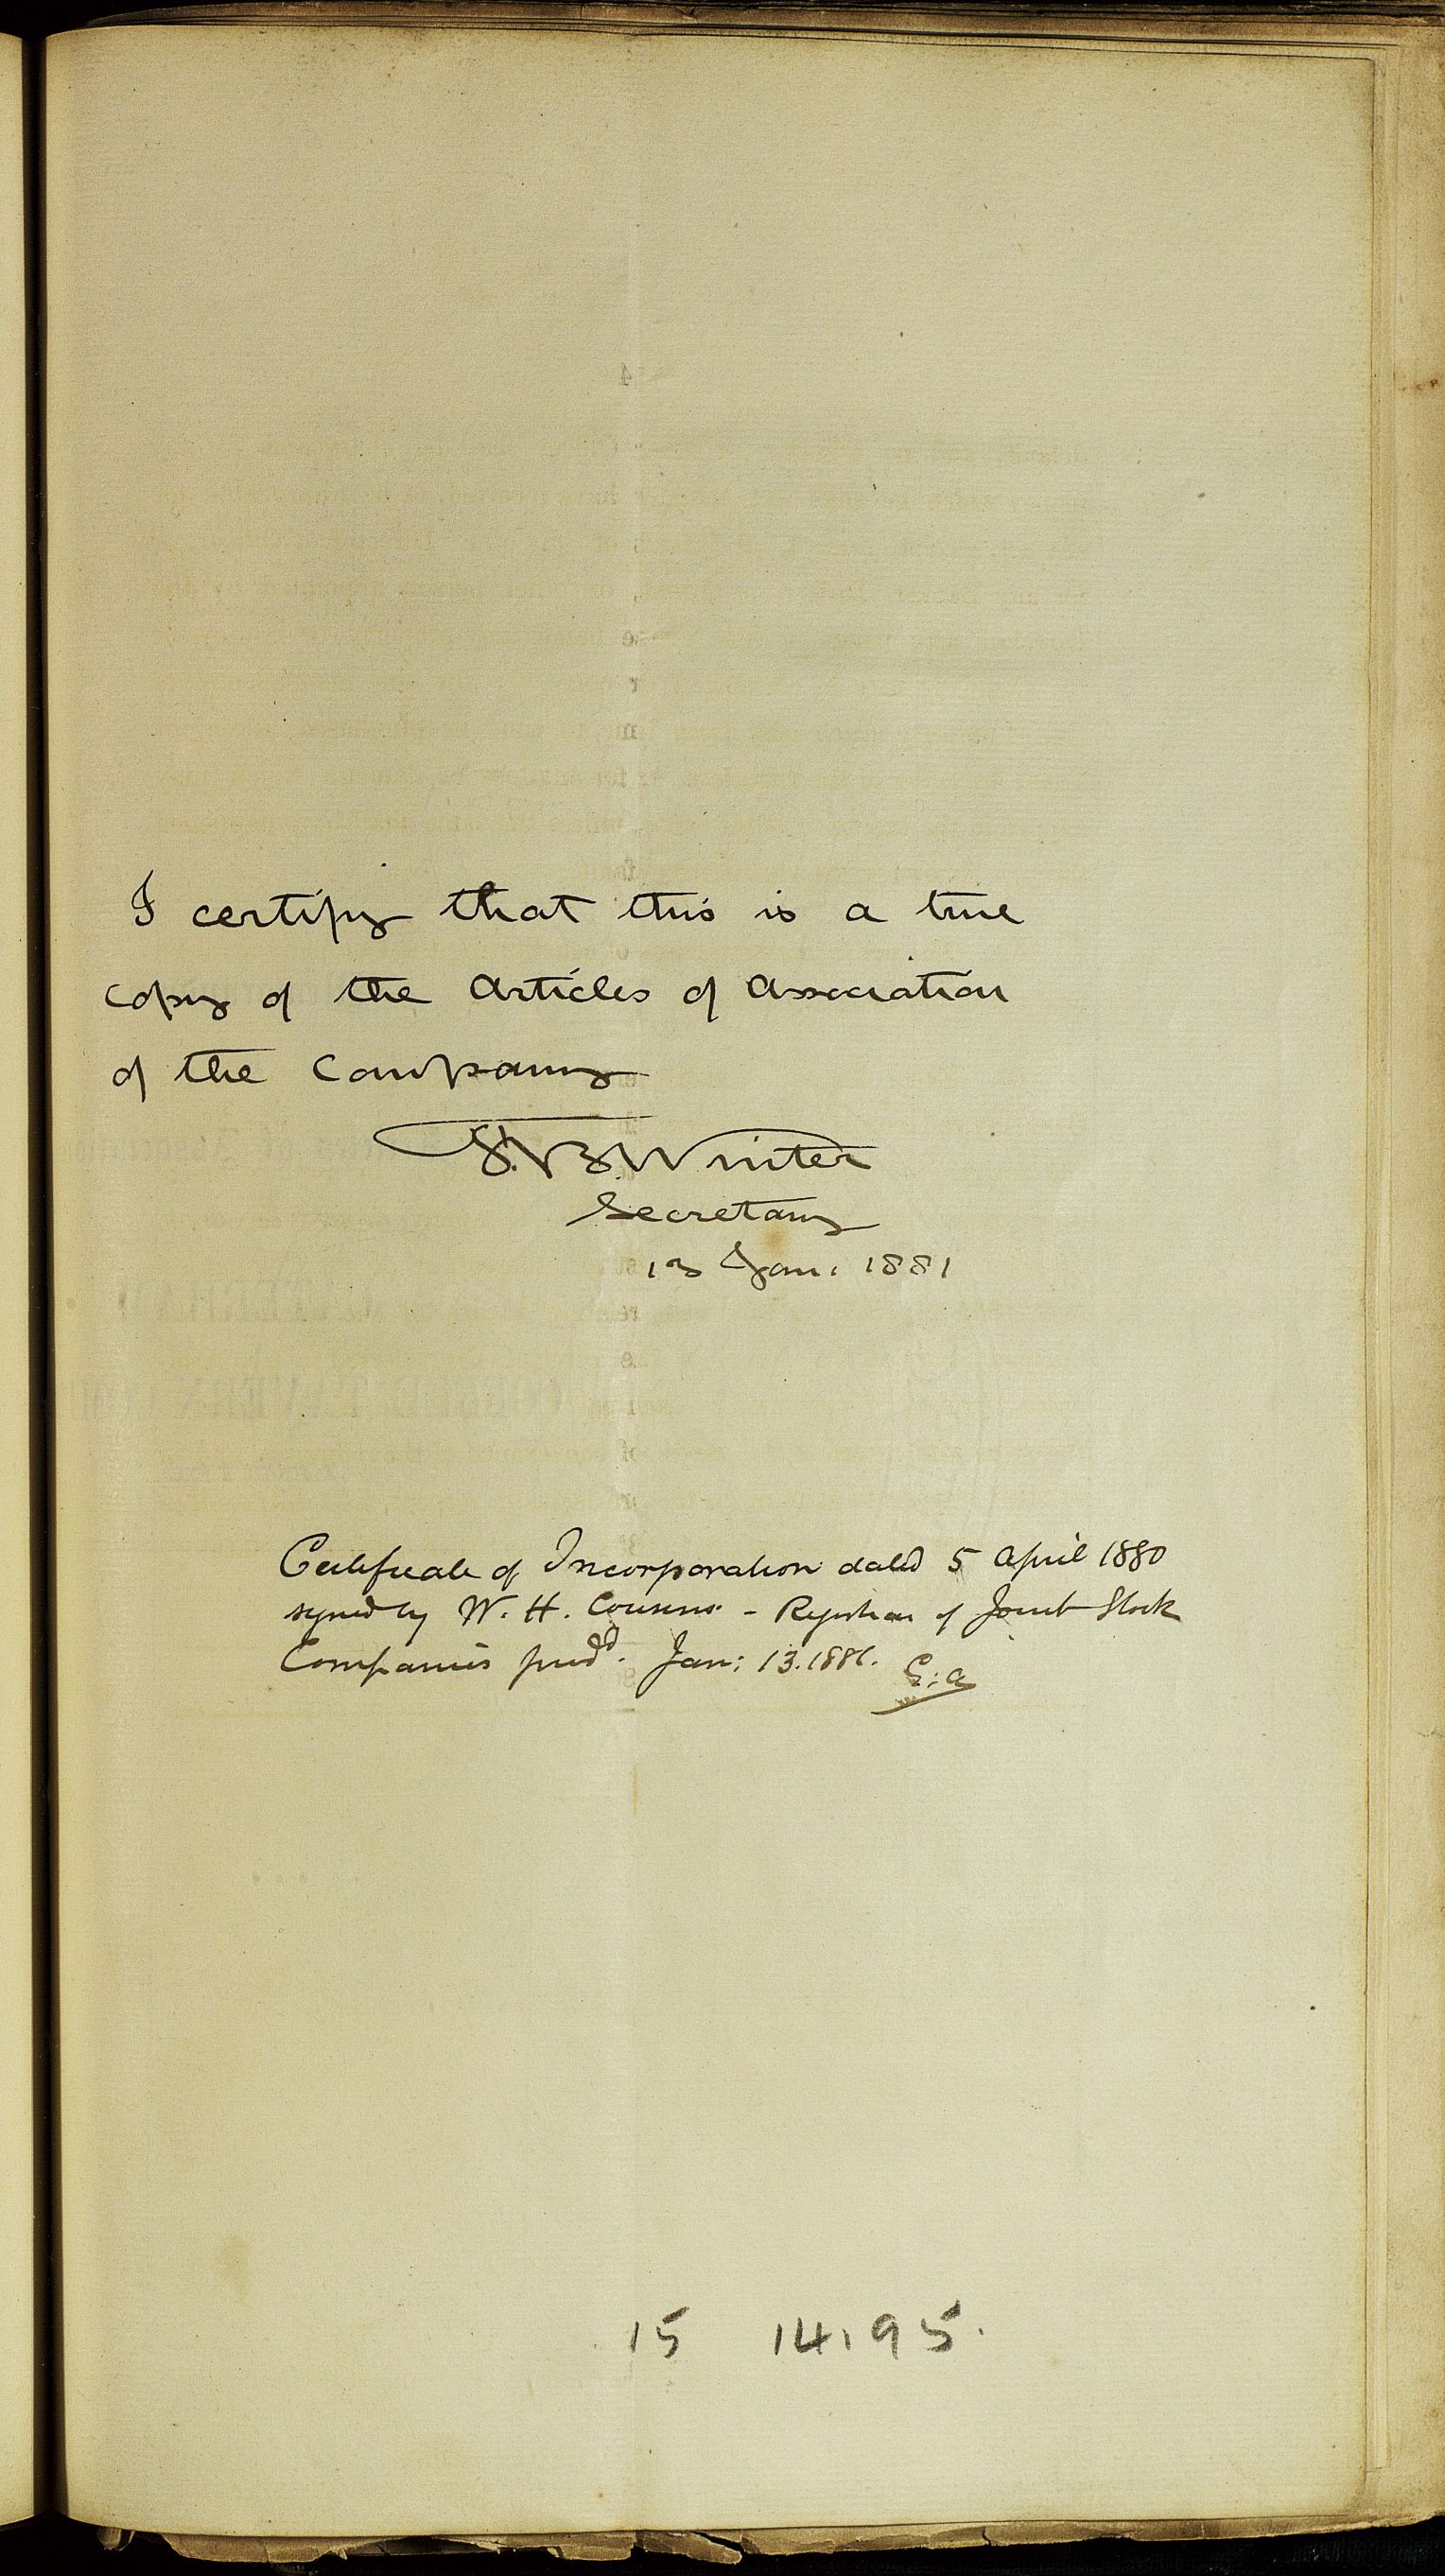 I certify that this is a true
copy of the Articles of Association
of the Company
Winter
Secretary
13 Jan. 1881
Certificate of Incorporation dated 5 April 1880
signed by W. H. Cousins - Registrar of Joint Stock
Companies prodd. Jan: 13. 1881. E: a
15 14195.